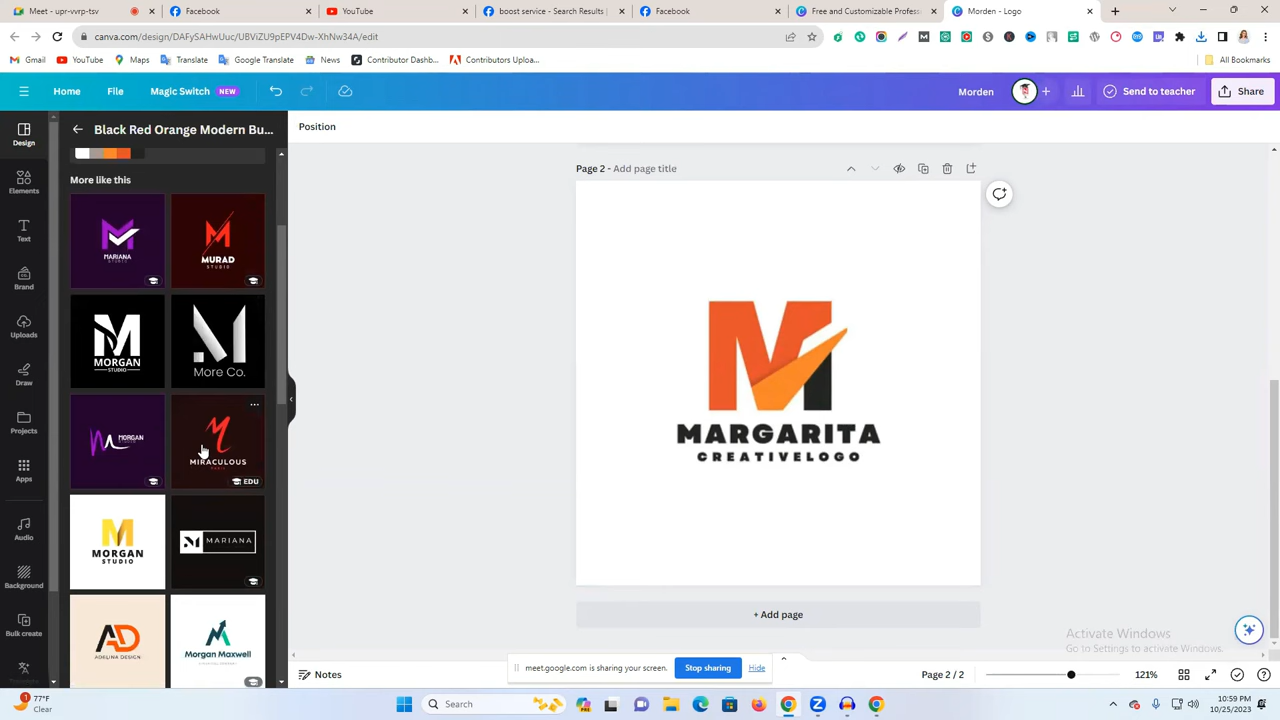 Meet - upr-vvrp-tsv
Facebook
YouTube
boost service - Search Results
Facebook
Free and Customizable Profess
Morden - Logo
canva.com/design/DAFySAHwUuc/UBViZU9pEPV4Dw-XhNw34A/edit
Gmail
YouTube
Maps
Translate
Google Translate
News
Contributor Dashb...
Contributors Uploa...
All Bookmarks
Home
File
Magic Switch NEW
Morden
Send to teacher
Share
Design
Elements
Text
Brand
Uploads
Draw
Projects
Apps
Audio
Background
Bulk create
Black Red Orange Modern Bu...
More like this
MARIANA
STUDIO
MURAD
STUDIO
MORGAN
STUDIO
More Co.
MORGAN
MIRACULOUS
EDU
MORGAN
STUDIO
MARIANA
AD
ADELINA DESIGN
Morgan Maxwell
Position
Page 2 - Add page title
M
MARGARITA
CREATIVELOGO
+ Add page
Activate Windows
Go to Settings to activate Windows.
meet.google.com is sharing your screen.
Stop sharing
Hide
Notes
Page 2 / 2
121%
1
77°F
Clear
Search
10:59 PM
10/25/2023